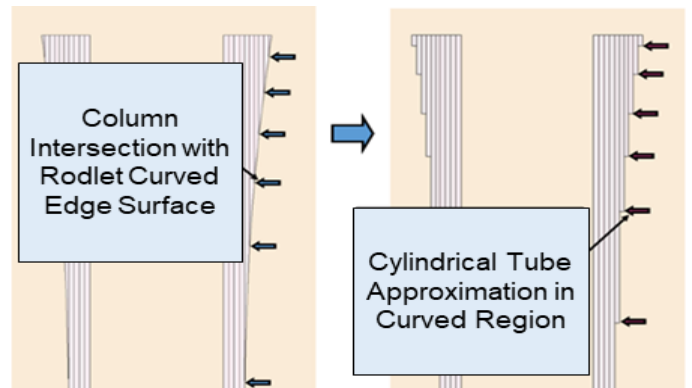 Column
Intersection with
Rodlet Curved
Edge Surface
Cylindrical Tube
Approximation in
Curved Region